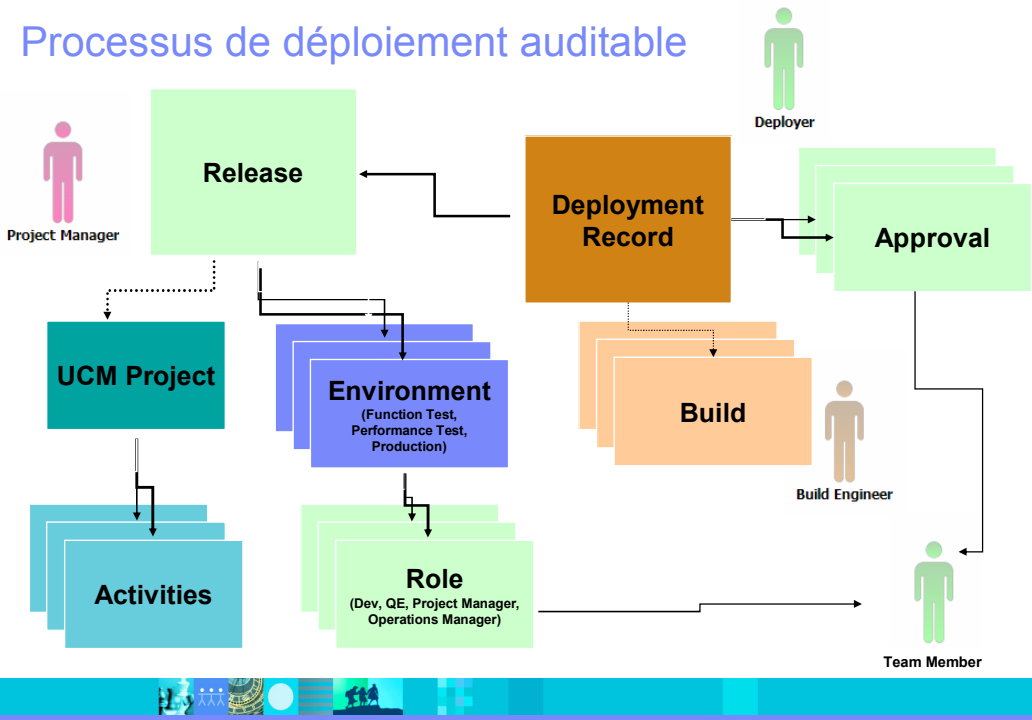 Processus de déploiement auditable
Deployer
Project Manager
Release
Deployment
Record
Approval
UCM Project
Environment
(Function Test,
Performance Test,
Production)
Build
Build Engineer
Activities
Role
(Dev, QE, Project Manager,
Operations Manager)
Team Member